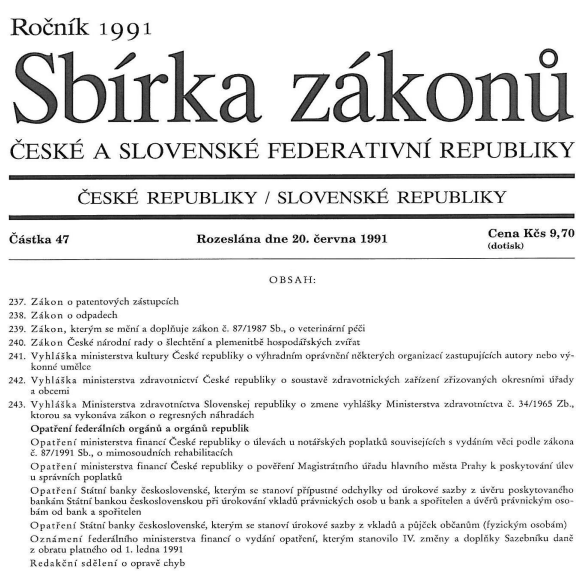 Ročník 1991
Sbírka zákonů
ČESKÉ A SLOVENSKÉ FEDERATIVNÍ REPUBLIKY
ČESKÉ REPUBLIKY / SLOVENSKÉ REPUBLIKY
Částka 47 Rozeslána dne 20. června 1991 Cena Kčs 9,70
(dotisk)
OBSAH:
237. Zákon o patentových zástupcích
238. Zákon o odpadech
239. Zákon, kterým se mění a doplňuje zákon č. 87/1987 Sb., o veterinární péči
240. Zákon České národní rady o šlechtění a plemenitbě hospodářských zvířat
241. Vyhláška ministerstva kultury České republiky o výhradním oprávnění některých organizací zastupujících autory nebo vý-
konné umělce
242. Vyhláška ministerstva zdravotnictví České republiky o soustavě zdravotnických zařízení zřizovaných okresními úřady
a obcemi
243. Vyhláška Ministerstva zdravotníctva Slovenskej republiky o zmene vyhlášky Ministerstva zdravotníctva č. 34/1965 Zb.,
ktorou sa vykonáva zákon o regresných náhradách
Opatření federálních orgánů a orgánů republik
Opatření ministerstva financí České republiky o úlevách u notářských poplatků souvisejících s vydáním věci podle zákona
č. 87/1991 Sb., o mimosoudních rehabilitacích
Opatření ministerstva financí České republiky o pověření Magistrátního úřadu hlavního města Prahy k poskytování úlev
u správních poplatků
Opatření Státní banky československé, kterým se stanoví přípustné odchylky od úrokové sazby z úvěru poskytovaného
bankám Státní bankou československou při úrokování vkladů právnických osob u bank a spořitelen a úvěrů právnickým oso-
bám od bank a spořitelen
Opatření Státní banky československé, kterým se stanoví úrokové sazby z vkladů a půjček občanům (fyzickým osobám)
Oznámení federálního ministerstva financí o vydání opatření, kterým stanovilo IV. změny a doplňky Sazebníku daně
z obratu platného od 1. ledna 1991
Redakční sdělení o opravě chyb